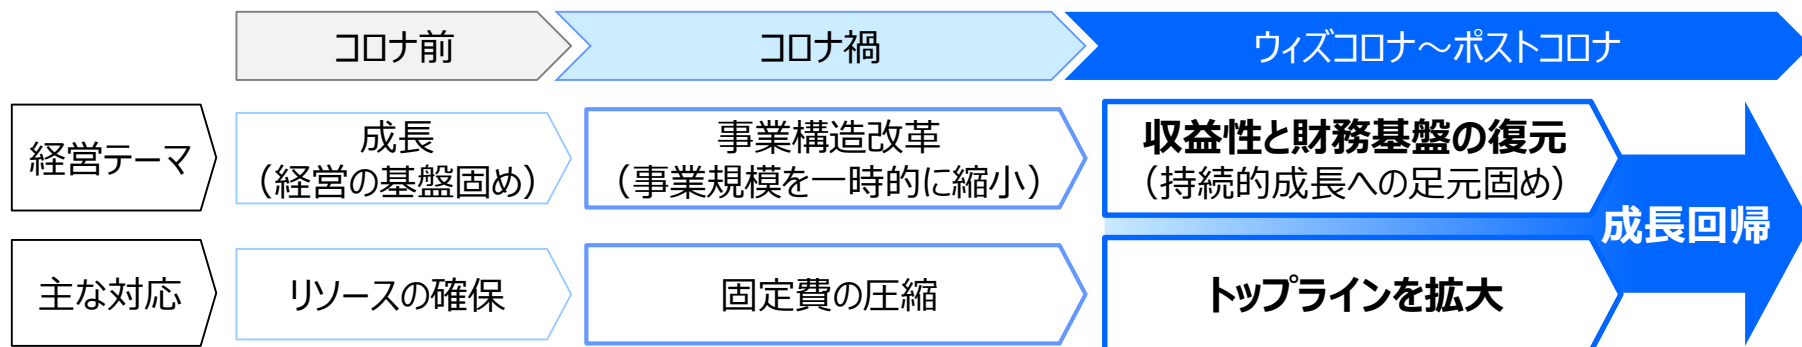 コロナ前
コロナ禍
ウィズコロナ～ポストコロナ
経営テーマ
成長
（経営の基盤固め）
事業構造改革
（事業規模を一時的に縮小）
収益性と財務基盤の復元
（持続的成長への足元固め）
成長回帰
主な対応
リソースの確保
固定費の圧縮
トップラインを拡大